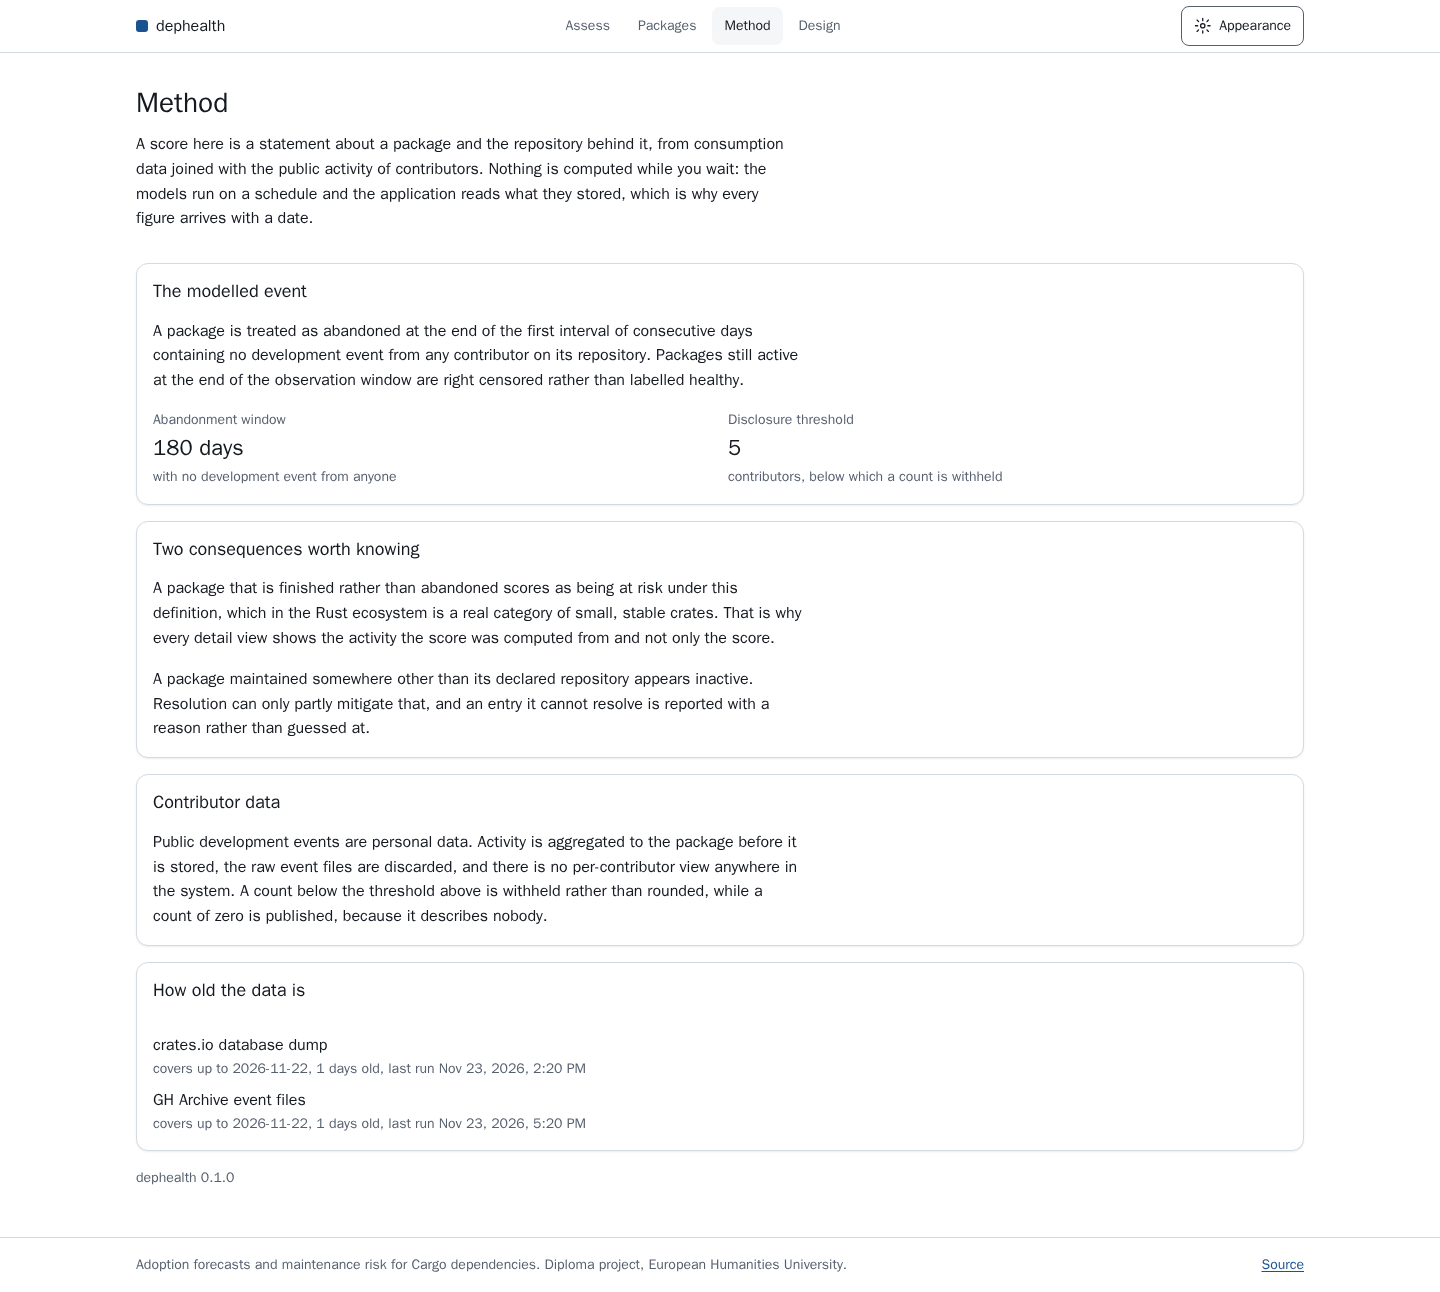 dephealth
Assess
Packages
Method
Design
Appearance
Method
A score here is a statement about a package and the repository behind it, from consumption
data joined with the public activity of contributors. Nothing is computed while you wait: the
models run on a schedule and the application reads what they stored, which is why every
figure arrives with a date.
The modelled event
A package is treated as abandoned at the end of the first interval of consecutive days
containing no development event from any contributor on its repository. Packages still active
at the end of the observation window are right censored rather than labelled healthy.
Abandonment window
180 days
with no development event from anyone
Disclosure threshold
5
contributors, below which a count is withheld
Two consequences worth knowing
A package that is finished rather than abandoned scores as being at risk under this
definition, which in the Rust ecosystem is a real category of small, stable crates. That is why
every detail view shows the activity the score was computed from and not only the score.
A package maintained somewhere other than its declared repository appears inactive.
Resolution can only partly mitigate that, and an entry it cannot resolve is reported with a
reason rather than guessed at.
Contributor data
Public development events are personal data. Activity is aggregated to the package before it
is stored, the raw event files are discarded, and there is no per-contributor view anywhere in
the system. A count below the threshold above is withheld rather than rounded, while a
count of zero is published, because it describes nobody.
How old the data is
crates.io database dump
covers up to 2026-11-22, 1 days old, last run Nov 23, 2026, 2:20 PM
GH Archive event files
covers up to 2026-11-22, 1 days old, last run Nov 23, 2026, 5:20 PM
dephealth 0.1.0
Adoption forecasts and maintenance risk for Cargo dependencies. Diploma project, European Humanities University.
Source